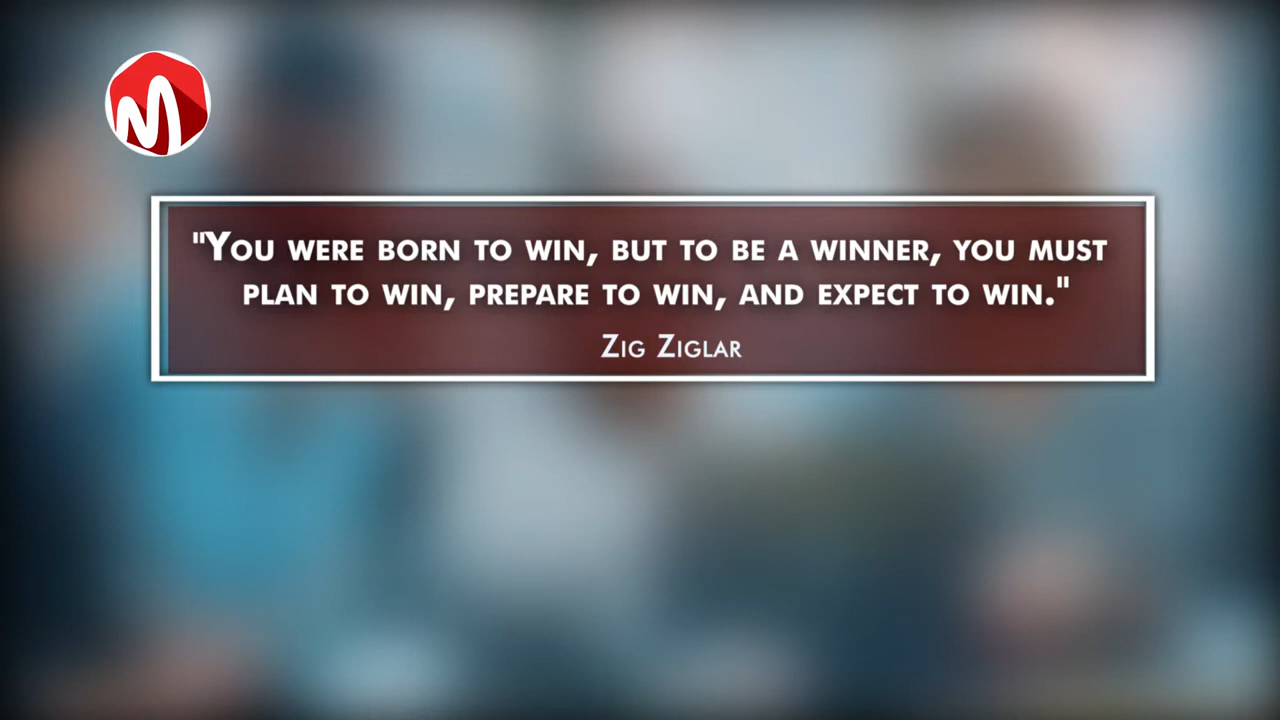 "You were born to win, but to be a winner, you must
plan to win, prepare to win, and expect to win."
Zig Ziglar